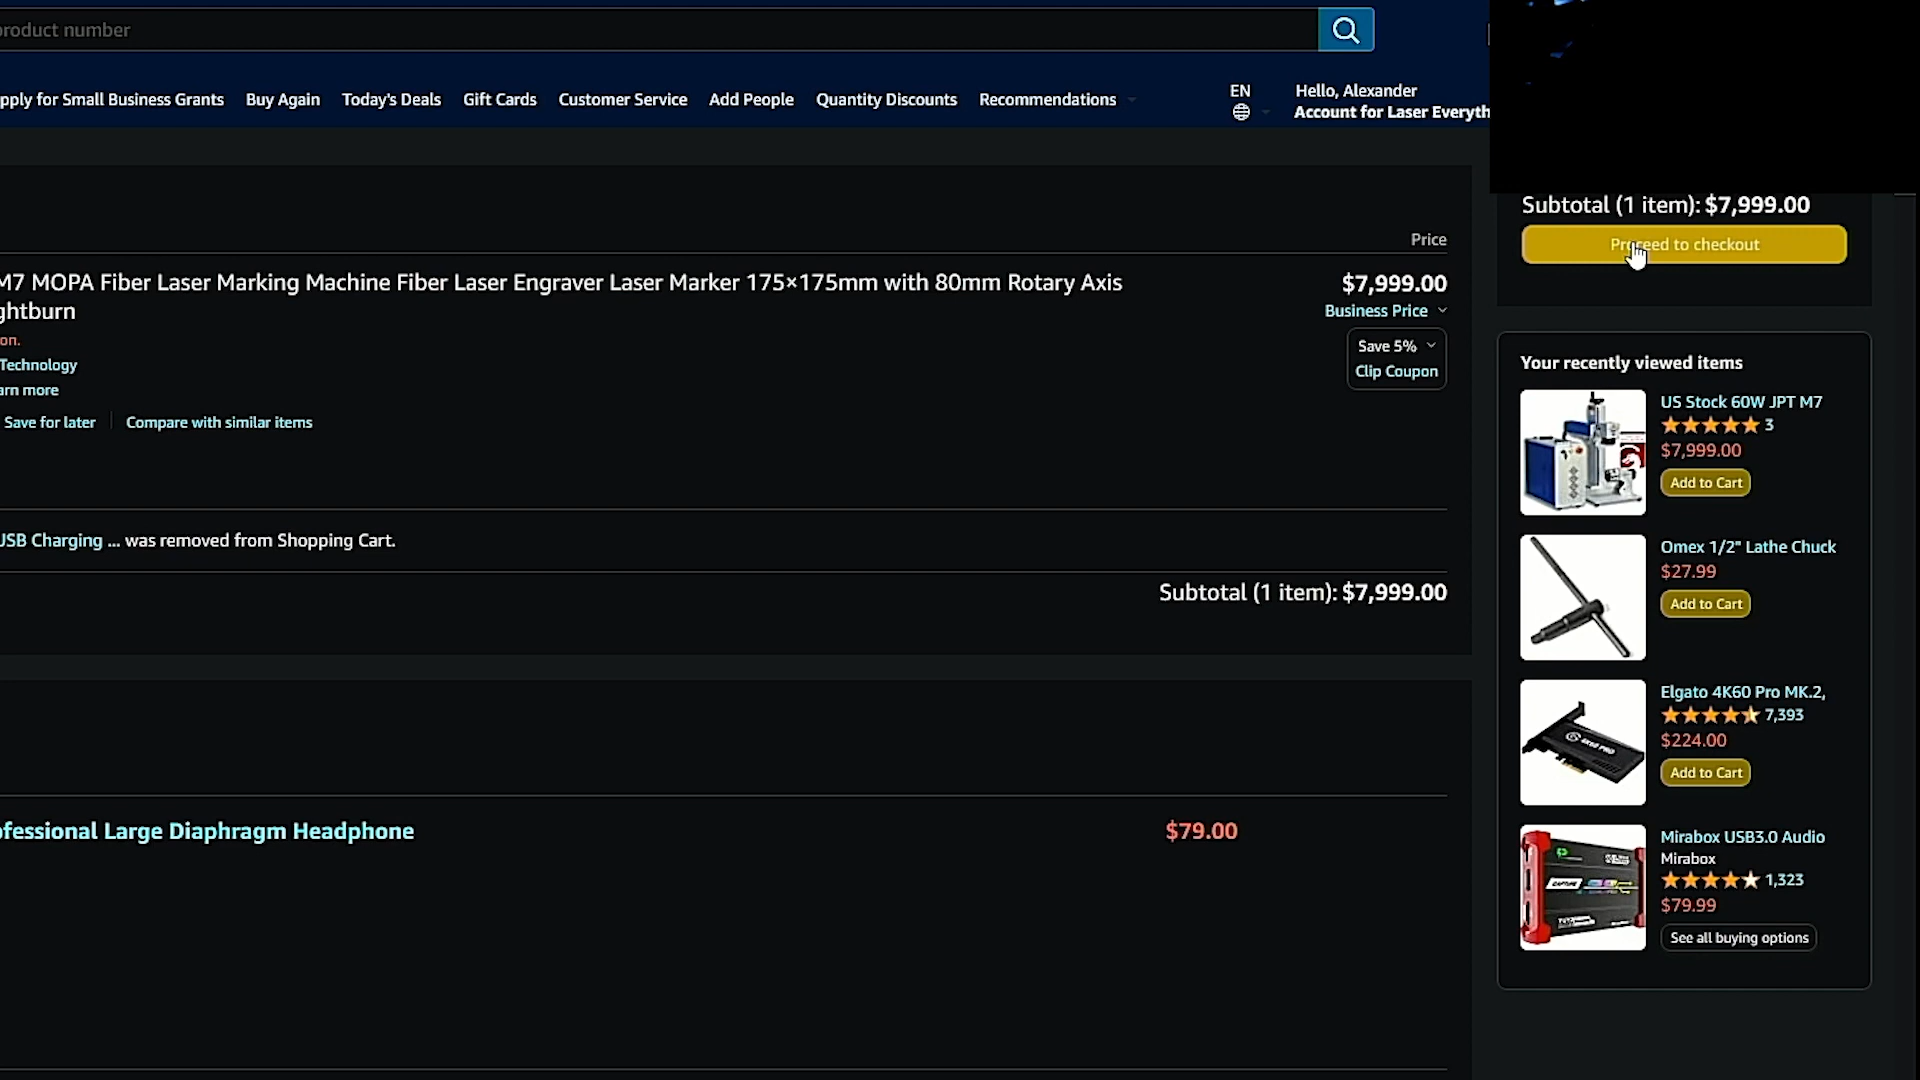 roduct number
pply for Small Business Grants Buy Again Today's Deals Gift Cards Customer Service Add People Quantity Discounts Recommendations
EN
Hello, Alexander
Account for Laser Everyth
Subtotal (1 item): $7,999.00
Proceed to checkout
Price
M7 MOPA Fiber Laser Marking Machine Fiber Laser Engraver Laser Marker 175×175mm with 80mm Rotary Axis
ghtburn
$7,999.00
Business Price
on.
Save 5%
Technology
Clip Coupon
arn more
Save for later Compare with similar items
USB Charging ... was removed from Shopping Cart.
Subtotal (1 item): $7,999.00
ofessional Large Diaphragm Headphone
$79.00
Your recently viewed items
US Stock 60W JPT M7
3
$7,999.00
Add to Cart
Omex 1/2" Lathe Chuck
$27.99
Add to Cart
Elgato 4K60 Pro MK.2,
7,393
$224.00
Add to Cart
4K60 PRO
Mirabox USB3.0 Audio
Mirabox
1,323
$79.99
See all buying options
CAPTURE